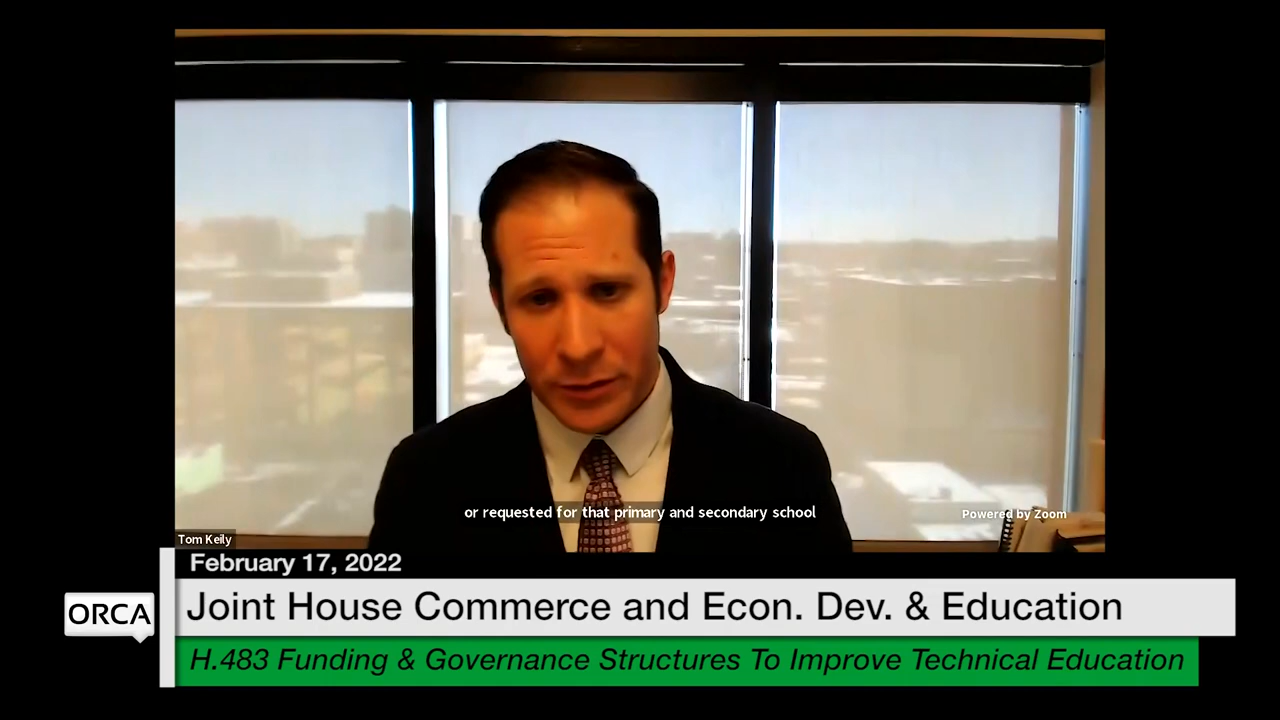 or requested for that primary and secondary school
Powered by Zoom
Tom Keily
February 17, 2022
ORCA
Joint House Commerce and Econ. Dev. & Education
H.483 Funding & Governance Structures To Improve Technical Education